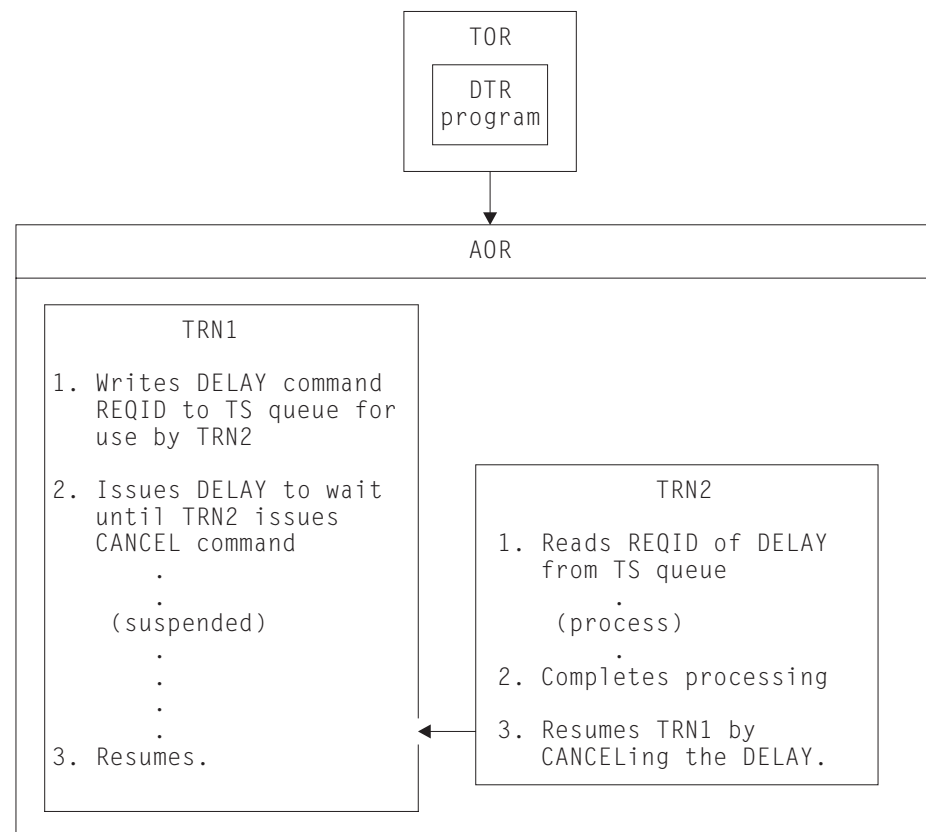 TOR
DTR
program
AOR
TRN1
1. Writes DELAY command
REQID to TS queue for
use by TRN2
2. Issues DELAY to wait
until TRN2 issues
CANCEL command
.
.
(suspended)
.
.
.
.
3. Resumes.
TRN2
1. Reads REQID of DELAY
from TS queue
.
(process)
.
2. Completes processing
3. Resumes TRN1 by
CANCELing the DELAY.